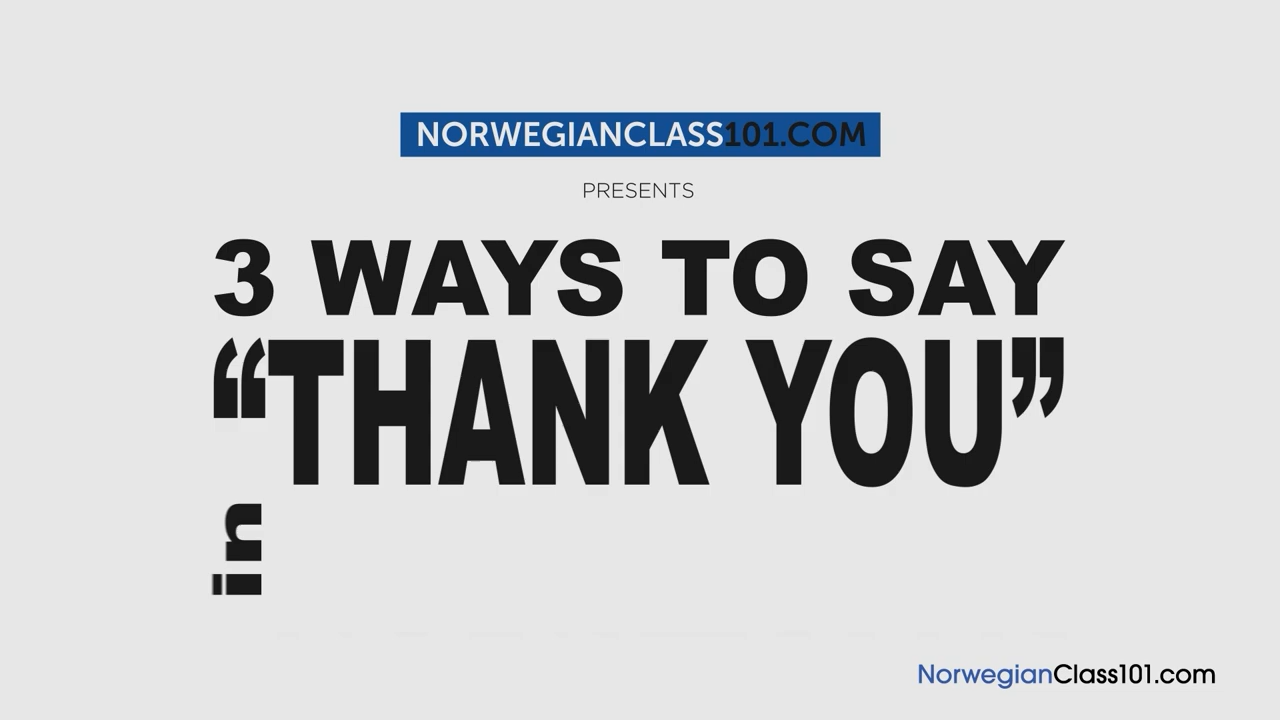 NORWEGIANCLASS101.COM
PRESENTS
3 WAYS TO SAY
“THANK YOU”
in
NorwegianClass101.com